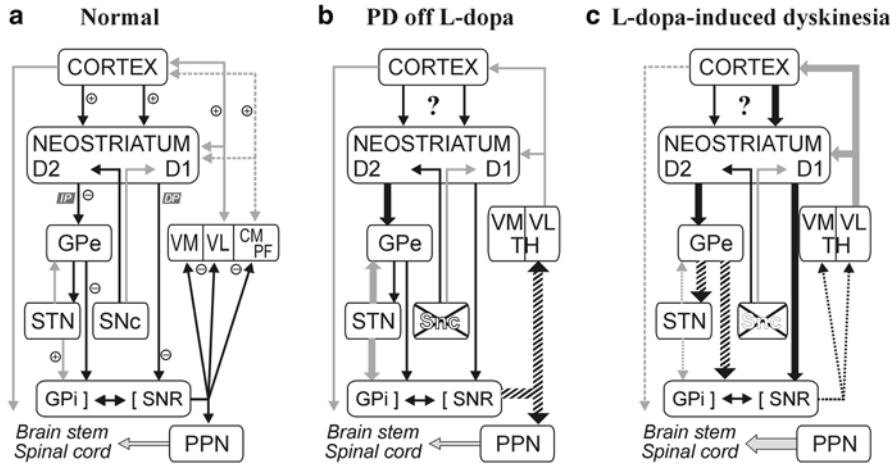 a Normal
CORTEX
⊕ ⊕ ⊕ ⊕
NEOSTRIATUM
D2 D1
IP ⊖ DP
GPe
VM VL CM PF
⊖ ⊖ ⊖ ⊖
STN SNc
⊕ ⊖
GPi ] [ SNR
Brain stem
Spinal cord
PPN
b PD off L-dopa
CORTEX
?
NEOSTRIATUM
D2 D1
GPe
VM VL
TH
STN Snc
GPi ] [ SNR
Brain stem
Spinal cord
PPN
c L-dopa-induced dyskinesia
CORTEX
?
NEOSTRIATUM
D2 D1
GPe
VM VL
TH
STN Snc
GPi ] [ SNR
Brain stem
Spinal cord
PPN